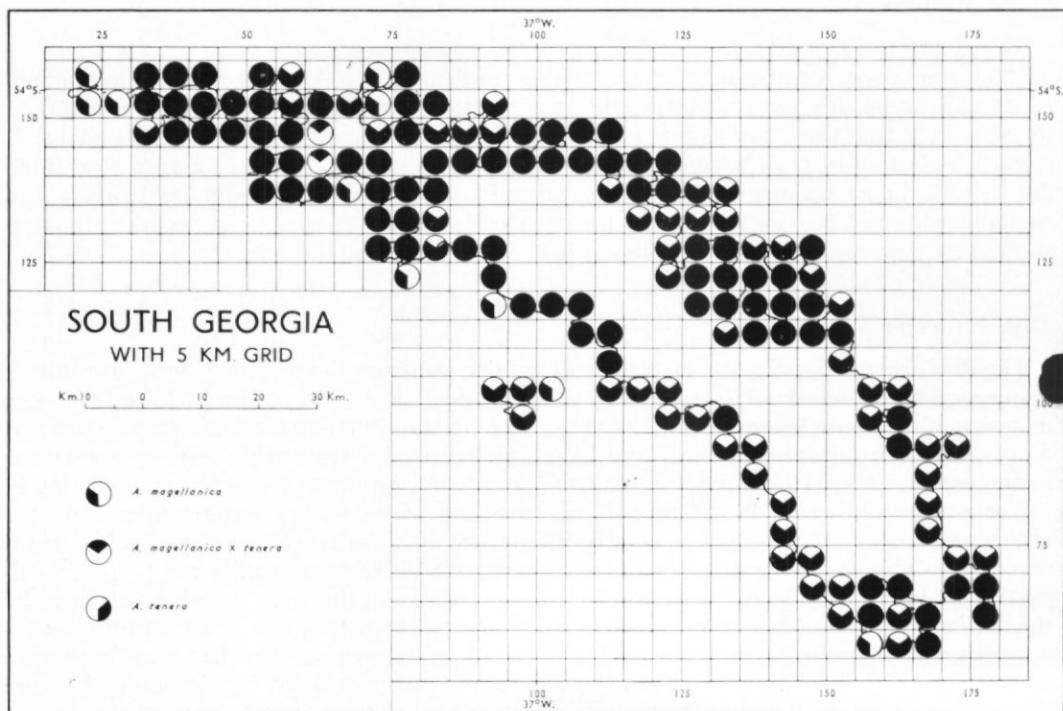 37°W.
25 50 75 100 125 150 175
54°S. 54°S.
150 150
125 125
SOUTH GEORGIA
WITH 5 KM. GRID
Km. 10 0 10 20 30 Km.
100
A. magellanica
A. magellanica x tenera
75
A. tenera
100 125 150 175
37°W.